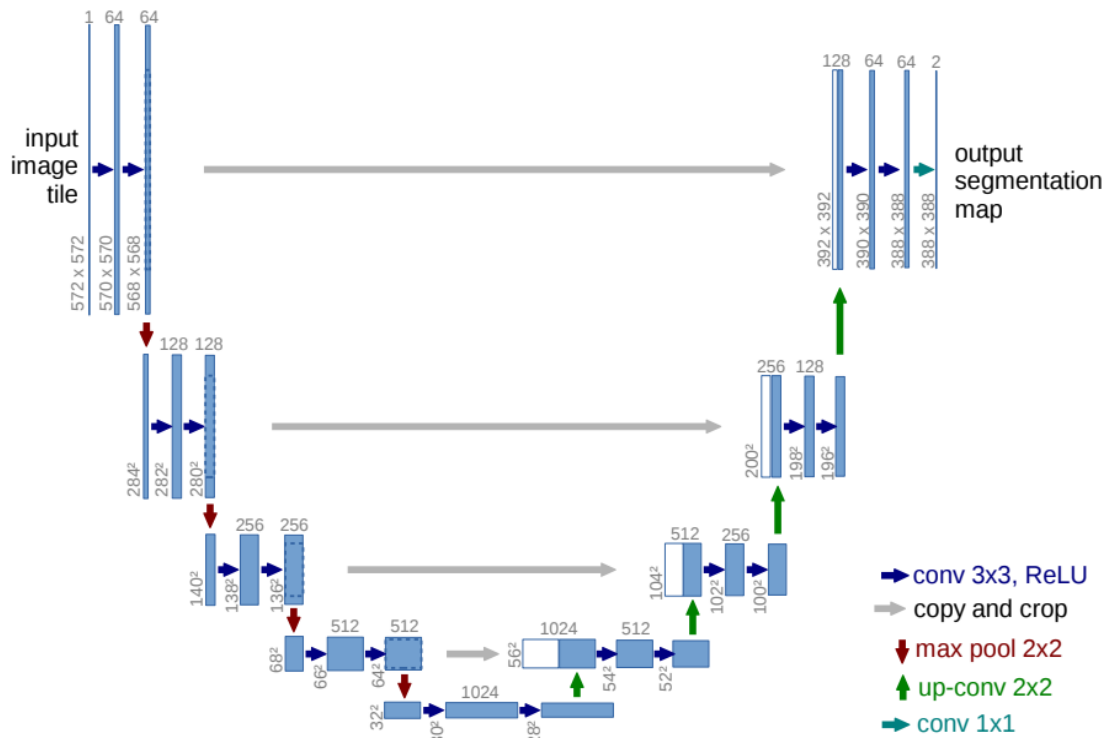 1 64 64
128 64 64 2
input
image
tile
output
segmentation
map
572 x 572
570 x 570
568 x 568
392 x 392
390 x 390
388 x 388
388 x 388
128 128
256 128
284²
282²
280²
200²
198²
196²
256 256
512 256
140²
138²
136²
104²
102²
100²
conv 3x3, ReLU
copy and crop
max pool 2x2
up-conv 2x2
conv 1x1
512 512
1024 512
68²
66²
64²
56²
54²
52²
1024
32²